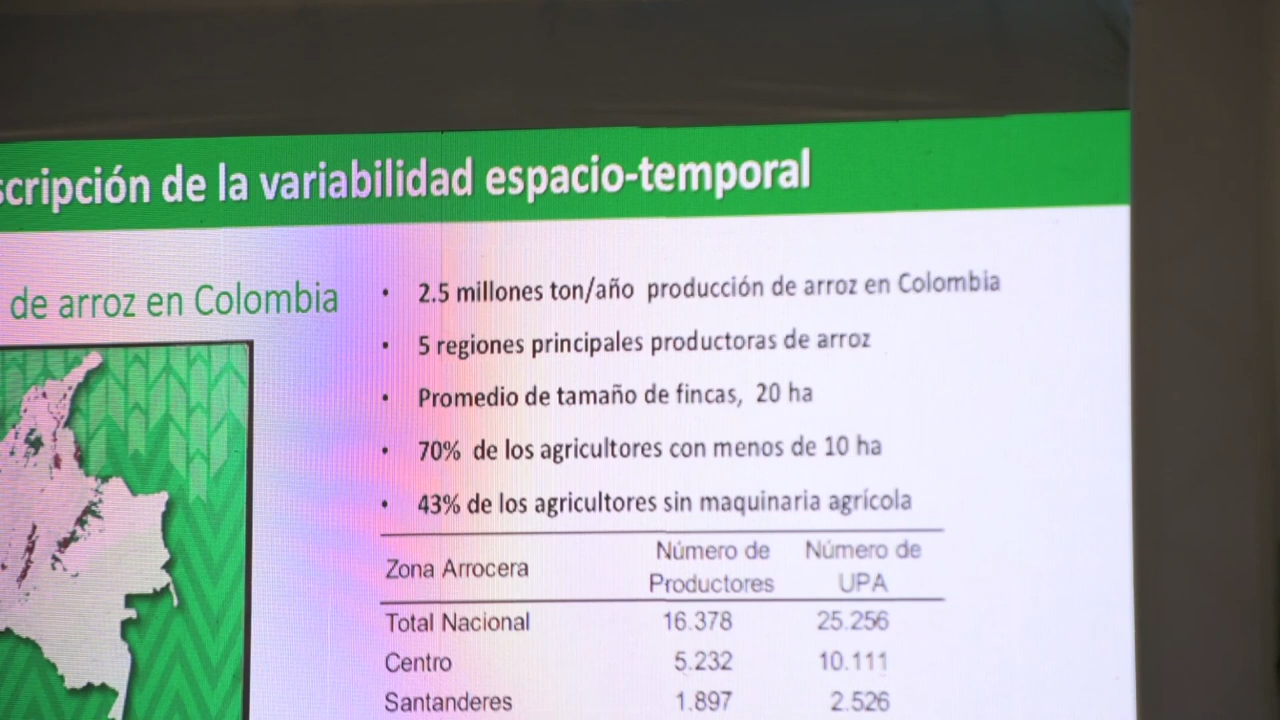 scripción de la variabilidad espacio-temporal
de arroz en Colombia
• 2.5 millones ton/año producción de arroz en Colombia
• 5 regiones principales productoras de arroz
• Promedio de tamaño de fincas, 20 ha
• 70% de los agricultores con menos de 10 ha
• 43% de los agricultores sin maquinaria agrícola
Zona Arrocera Número de Productores Número de UPA
Total Nacional 16.378 25.256
Centro 5.232 10.111
Santanderes 1.897 2.526